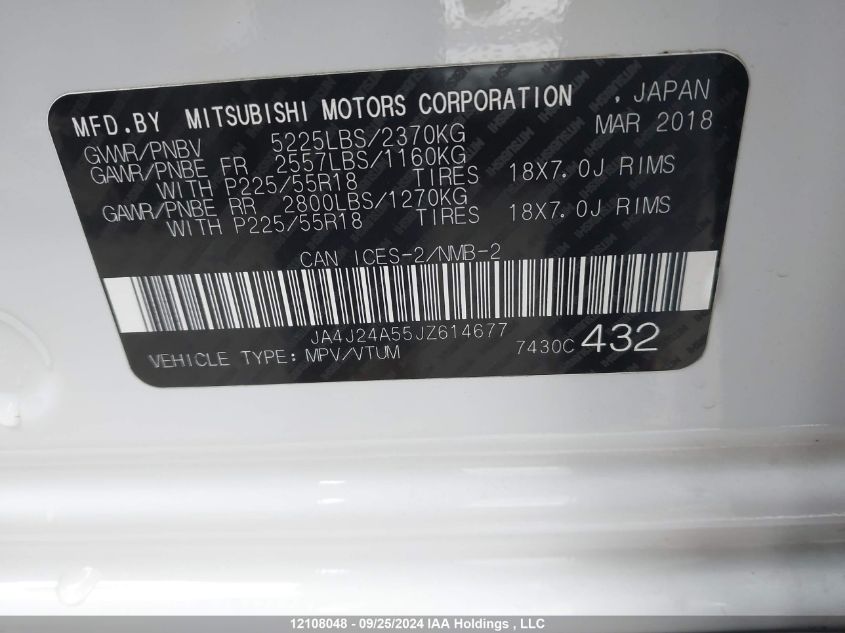 MFD.BY MITSUBISHI MOTORS CORPORATION , JAPAN
GVWR/PNBV 5225LBS/2370KG MAR 2018
GAWR/PNBE FR 2557LBS/1160KG
WITH P225/55R18 TIRES 18X7.0J RIMS
GAWR/PNBE RR 2800LBS/1270KG
WITH P225/55R18 TIRES 18X7.0J RIMS
CAN ICES-2/NMB-2
JA4J24A55JZ614677
VEHICLE TYPE: MPV/VTUM 7430C 432
12108048 - 09/25/2024 IAA Holdings , LLC